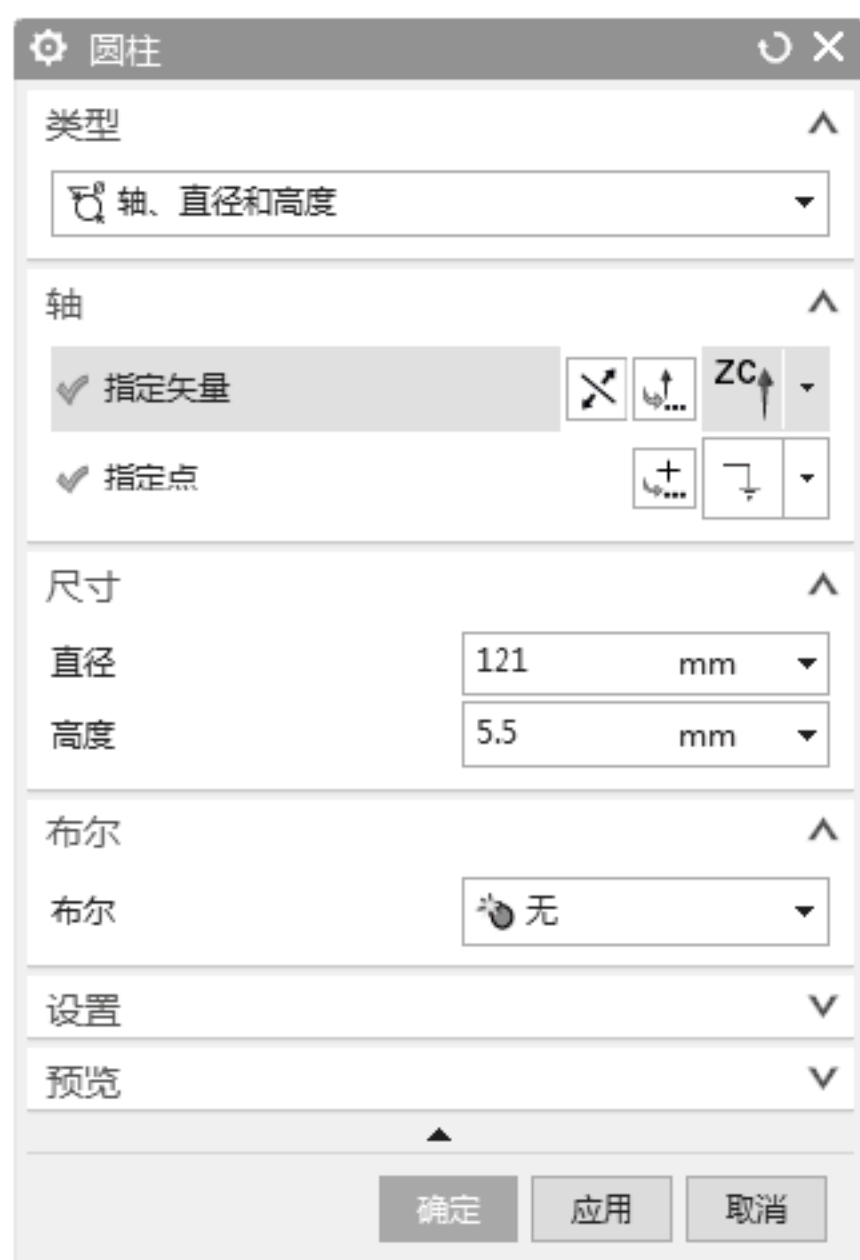 圆柱
类型
轴、直径和高度
轴
指定矢量 ZC
指定点
尺寸
直径 121 mm
高度 5.5 mm
布尔
布尔 无
设置
预览
确定 应用 取消